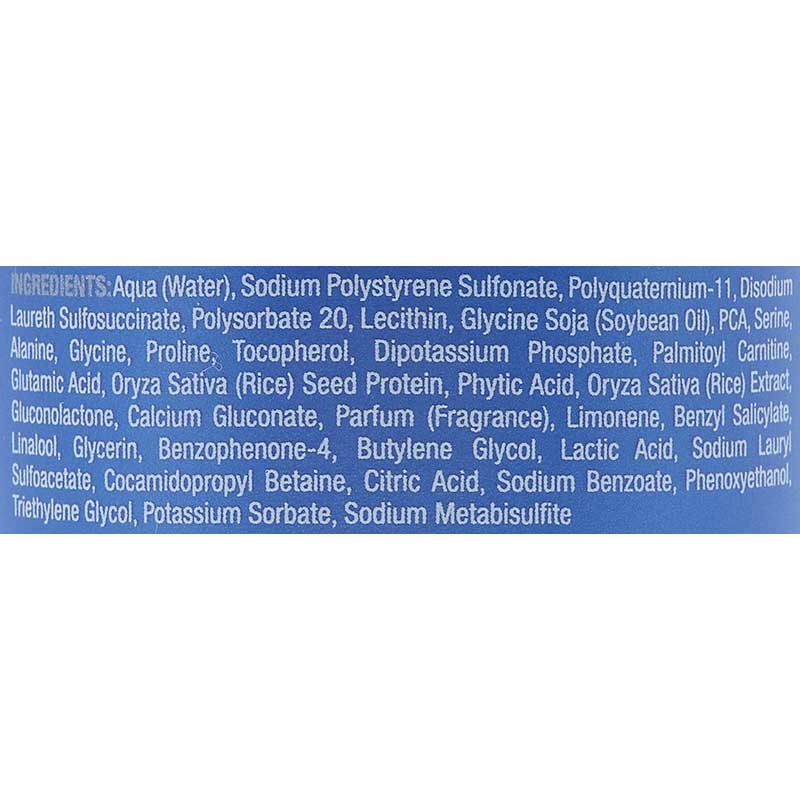 INGREDIENTS: Aqua (Water), Sodium Polystyrene Sulfonate, Polyquaternium-11, Disodium
Laureth Sulfosuccinate, Polysorbate 20, Lecithin, Glycine Soja (Soybean Oil), PCA, Serine,
Alanine, Glycine, Proline, Tocopherol, Dipotassium Phosphate, Palmitoyl Carnitine,
Glutamic Acid, Oryza Sativa (Rice) Seed Protein, Phytic Acid, Oryza Sativa (Rice) Extract,
Gluconolactone, Calcium Gluconate, Parfum (Fragrance), Limonene, Benzyl Salicylate,
Linalool, Glycerin, Benzophenone-4, Butylene Glycol, Lactic Acid, Sodium Lauryl
Sulfoacetate, Cocamidopropyl Betaine, Citric Acid, Sodium Benzoate, Phenoxyethanol,
Triethylene Glycol, Potassium Sorbate, Sodium Metabisulfite